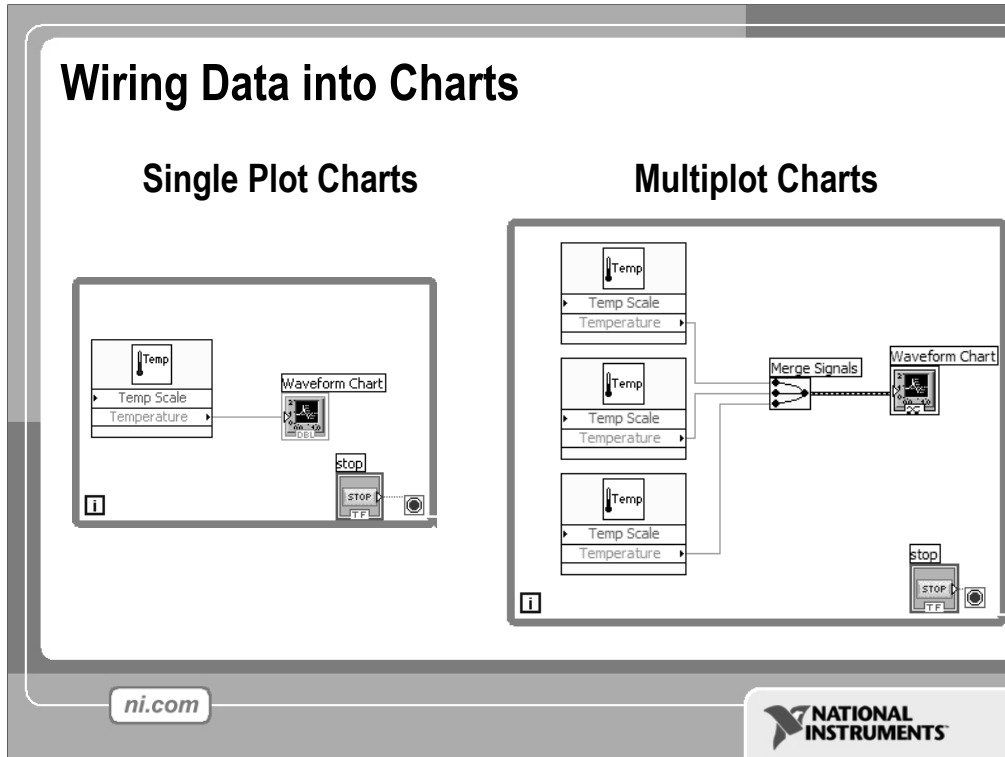 Wiring Data into Charts
Single Plot Charts
Temp
Temp Scale
Temperature
Waveform Chart
DBL
stop
STOP
TF
i
Multiplot Charts
Temp
Temp Scale
Temperature
Temp
Temp Scale
Temperature
Temp
Temp Scale
Temperature
Merge Signals
Waveform Chart
stop
STOP
TF
i
ni.com
NATIONAL
INSTRUMENTS